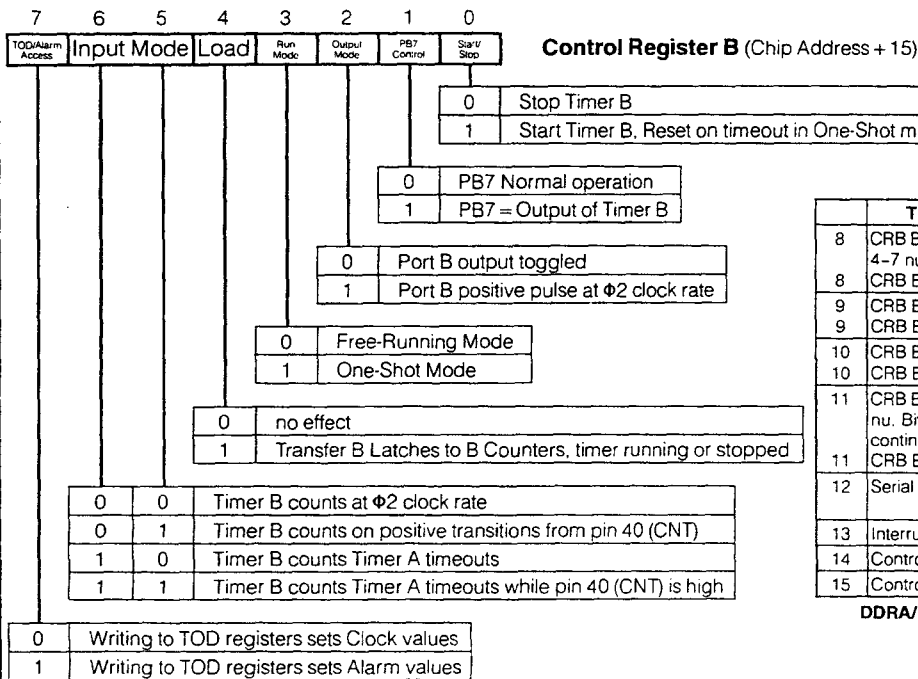 7 6 5 4 3 2 1 0
TOD/Alarm Access Input Mode Load Run Mode Output Mode PB7 Control Start/ Stop
Control Register B (Chip Address + 15)
0 Stop Timer B
1 Start Timer B, Reset on timeout in One-Shot m
0 PB7 Normal operation
1 PB7 = Output of Timer B
0 Port B output toggled
1 Port B positive pulse at Φ2 clock rate
0 Free-Running Mode
1 One-Shot Mode
0 no effect
1 Transfer B Latches to B Counters, timer running or stopped
0 0 Timer B counts at Φ2 clock rate
0 1 Timer B counts on positive transitions from pin 40 (CNT)
1 0 Timer B counts Timer A timeouts
1 1 Timer B counts Timer A timeouts while pin 40 (CNT) is high
0 Writing to TOD registers sets Clock values
1 Writing to TOD registers sets Alarm values
T
8 CRB B
4-7 nu
8 CRB B
9 CRB B
9 CRB B
10 CRB B
10 CRB B
11 CRB B
nu. Bi
contin
11 CRB B
12 Serial
13 Interru
14 Contro
15 Contro
DDRA/